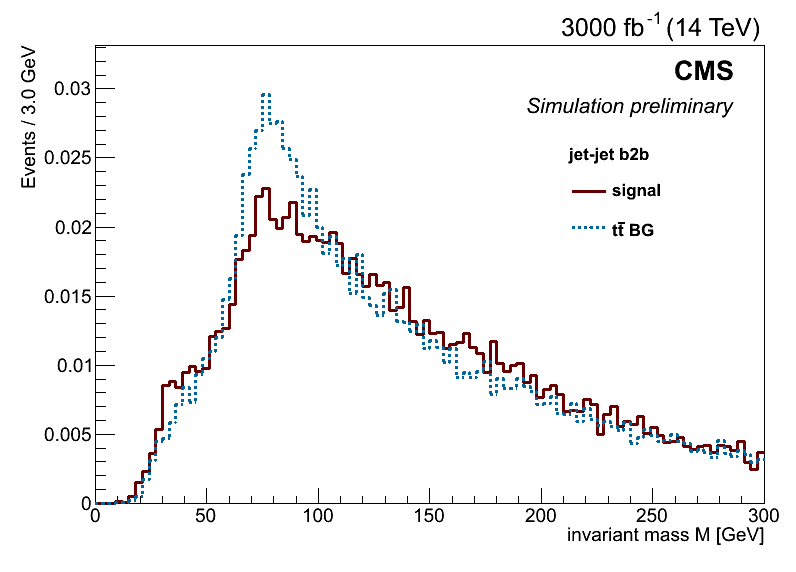 3000 fb⁻¹ (14 TeV)
CMS
Simulation preliminary
jet-jet b2b
signal
tt̄ BG
Events / 3.0 GeV
0.03
0.025
0.02
0.015
0.01
0.005
0
0 50 100 150 200 250 300
invariant mass M [GeV]